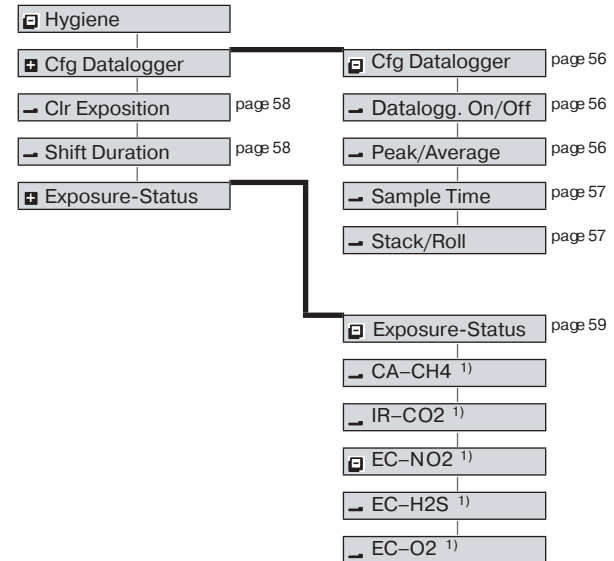 Hygiene
Cfg Datalogger
Clr Exposition page 58
Shift Duration page 58
Exposure-Status
Cfg Datalogger page 56
Datalogg. On/Off page 56
Peak/Average page 56
Sample Time page 57
Stack/Roll page 57
Exposure-Status page 59
CA–CH4 1)
IR–CO2 1)
EC–NO2 1)
EC–H2S 1)
EC–O2 1)